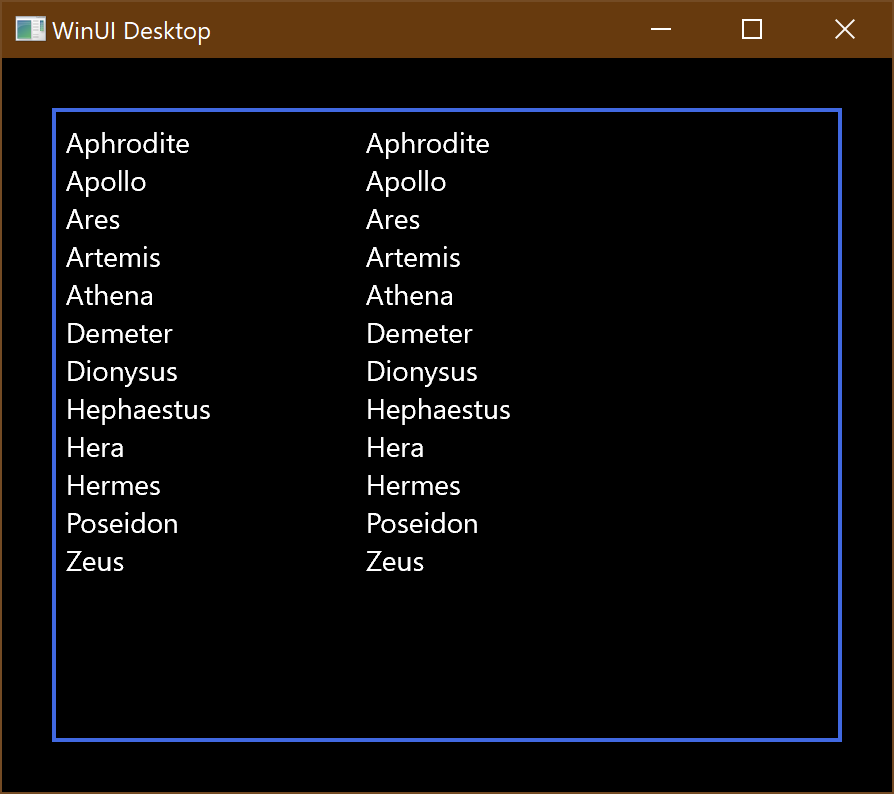 WinUI Desktop
Aphrodite Aphrodite
Apollo Apollo
Ares Ares
Artemis Artemis
Athena Athena
Demeter Demeter
Dionysus Dionysus
Hephaestus Hephaestus
Hera Hera
Hermes Hermes
Poseidon Poseidon
Zeus Zeus